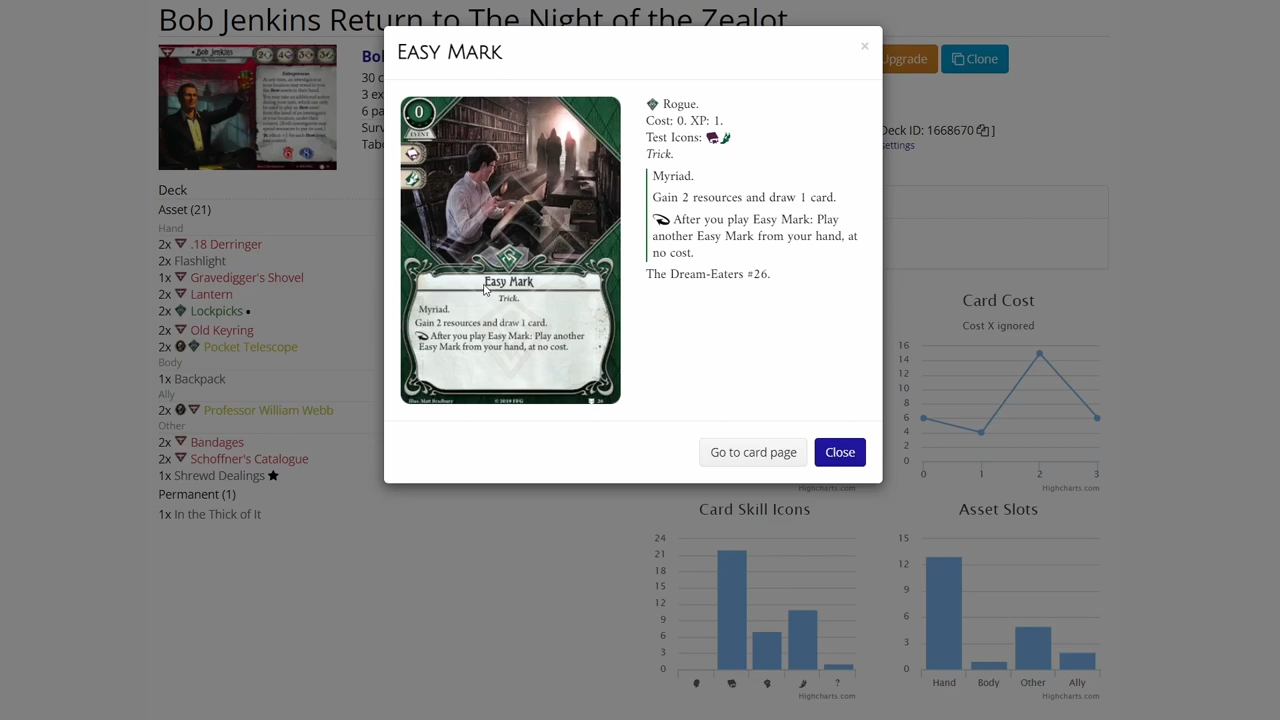 Bob Jenkins Return to The Night of the Zealot
EASY MARK
×
Upgrade
Clone
Deck ID: 1668670
]
settings
Bob Jenkins
30 c
3 ex
6 pa
Surv
Tabo
0
EVENT
Easy Mark
Trick.
Myriad.
Gain 2 resources and draw 1 card.
After you play Easy Mark: Play another
Easy Mark from your hand, at no cost.
Illus. Matt Bradbury
© 2019 FFG
26
Rogue.
Cost: 0. XP: 1.
Test Icons:
Trick.
Myriad.
Gain 2 resources and draw 1 card.
After you play Easy Mark: Play
another Easy Mark from your hand, at
no cost.
The Dream-Eaters #26.
Go to card page
Close
Deck
Asset (21)
Hand
2x .18 Derringer
2x Flashlight
1x Gravedigger's Shovel
2x Lantern
2x Lockpicks •
2x Old Keyring
2x Pocket Telescope
Body
1x Backpack
Ally
2x Professor William Webb
Other
2x Bandages
2x Schoffner's Catalogue
1x Shrewd Dealings
Permanent (1)
1x In the Thick of It
Card Cost
Cost X ignored
16
14
12
10
8
6
4
2
0
0
1
2
3
Highcharts.com
Highcharts.com
Card Skill Icons
24
21
18
15
12
9
6
3
0
?
Highcharts.com
Asset Slots
15
12
9
6
3
0
Hand
Body
Other
Ally
Highcharts.com